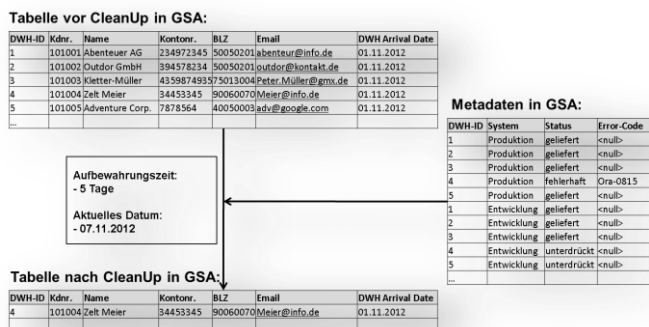 Tabelle vor CleanUp in GSA:
DWH-ID Kdnr. Name Kontonr. BLZ Email DWH Arrival Date
1 101001 Abenteuer AG 234972345 50050201 abenteur@info.de 01.11.2012
2 101002 Outdor GmbH 394578234 50050201 outdor@kontakt.de 01.11.2012
3 101003 Kletter-Müller 4359874935 75013004 Peter.Müller@gmx.de 01.11.2012
4 101004 Zelt Meier 34453345 90060070 Meier@info.de 01.11.2012
5 101005 Adventure Corp. 7878564 40050003 adv@google.com 01.11.2012
...
Metadaten in GSA:
DWH-ID System Status Error-Code
1 Produktion geliefert <null>
2 Produktion geliefert <null>
3 Produktion geliefert <null>
4 Produktion fehlerhaft Ora-0815
5 Produktion geliefert <null>
1 Entwicklung geliefert <null>
2 Entwicklung geliefert <null>
3 Entwicklung geliefert <null>
4 Entwicklung unterdrückt <null>
5 Entwicklung unterdrückt <null>
...
Aufbewahrungszeit:
- 5 Tage
Aktuelles Datum:
- 07.11.2012
Tabelle nach CleanUp in GSA:
DWH-ID Kdnr. Name Kontonr. BLZ Email DWH Arrival Date
4 101004 Zelt Meier 34453345 90060070 Meier@info.de 01.11.2012